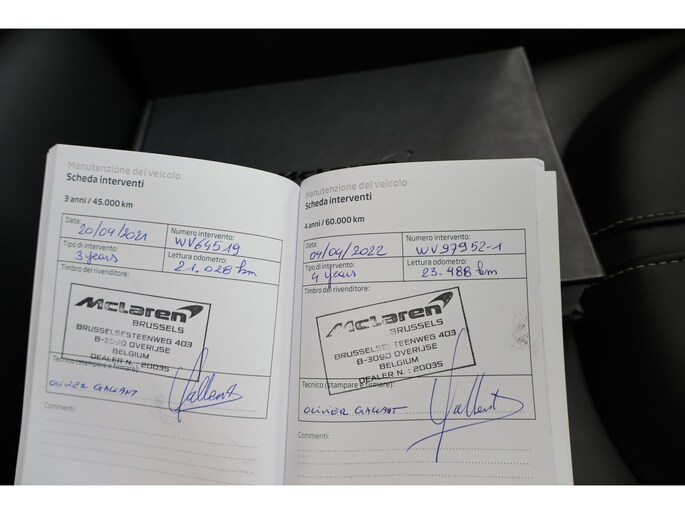 Manutenzione del veicolo
Scheda interventi
3 anni / 45.000 km
Data:
20/04/2021
Numero intervento:
WV64519
Tipo di intervento:
3 years
Lettura odometro:
21.028 km
Timbro del rivenditore:
McLaren
BRUSSELS
BRUSSELSESTEENWEG 403
B-3090 OVERIJSE
BELGIUM
DEALER N. : 20035
Tecnico (stampare e firmare):
OLIVIER GALLANT
Commenti
Manutenzione del veicolo
Scheda interventi
4 anni / 60.000 km
Data:
04/04/2022
Numero intervento:
WV97952-1
Tipo di intervento:
4 years
Lettura odometro:
23.988 km
Timbro del rivenditore:
McLaren
BRUSSELS
BRUSSELSESTEENWEG 403
B-3090 OVERIJSE
BELGIUM
DEALER N. : 20035
Tecnico (stampare e firmare):
OLIVIER GALLANT
Commenti: